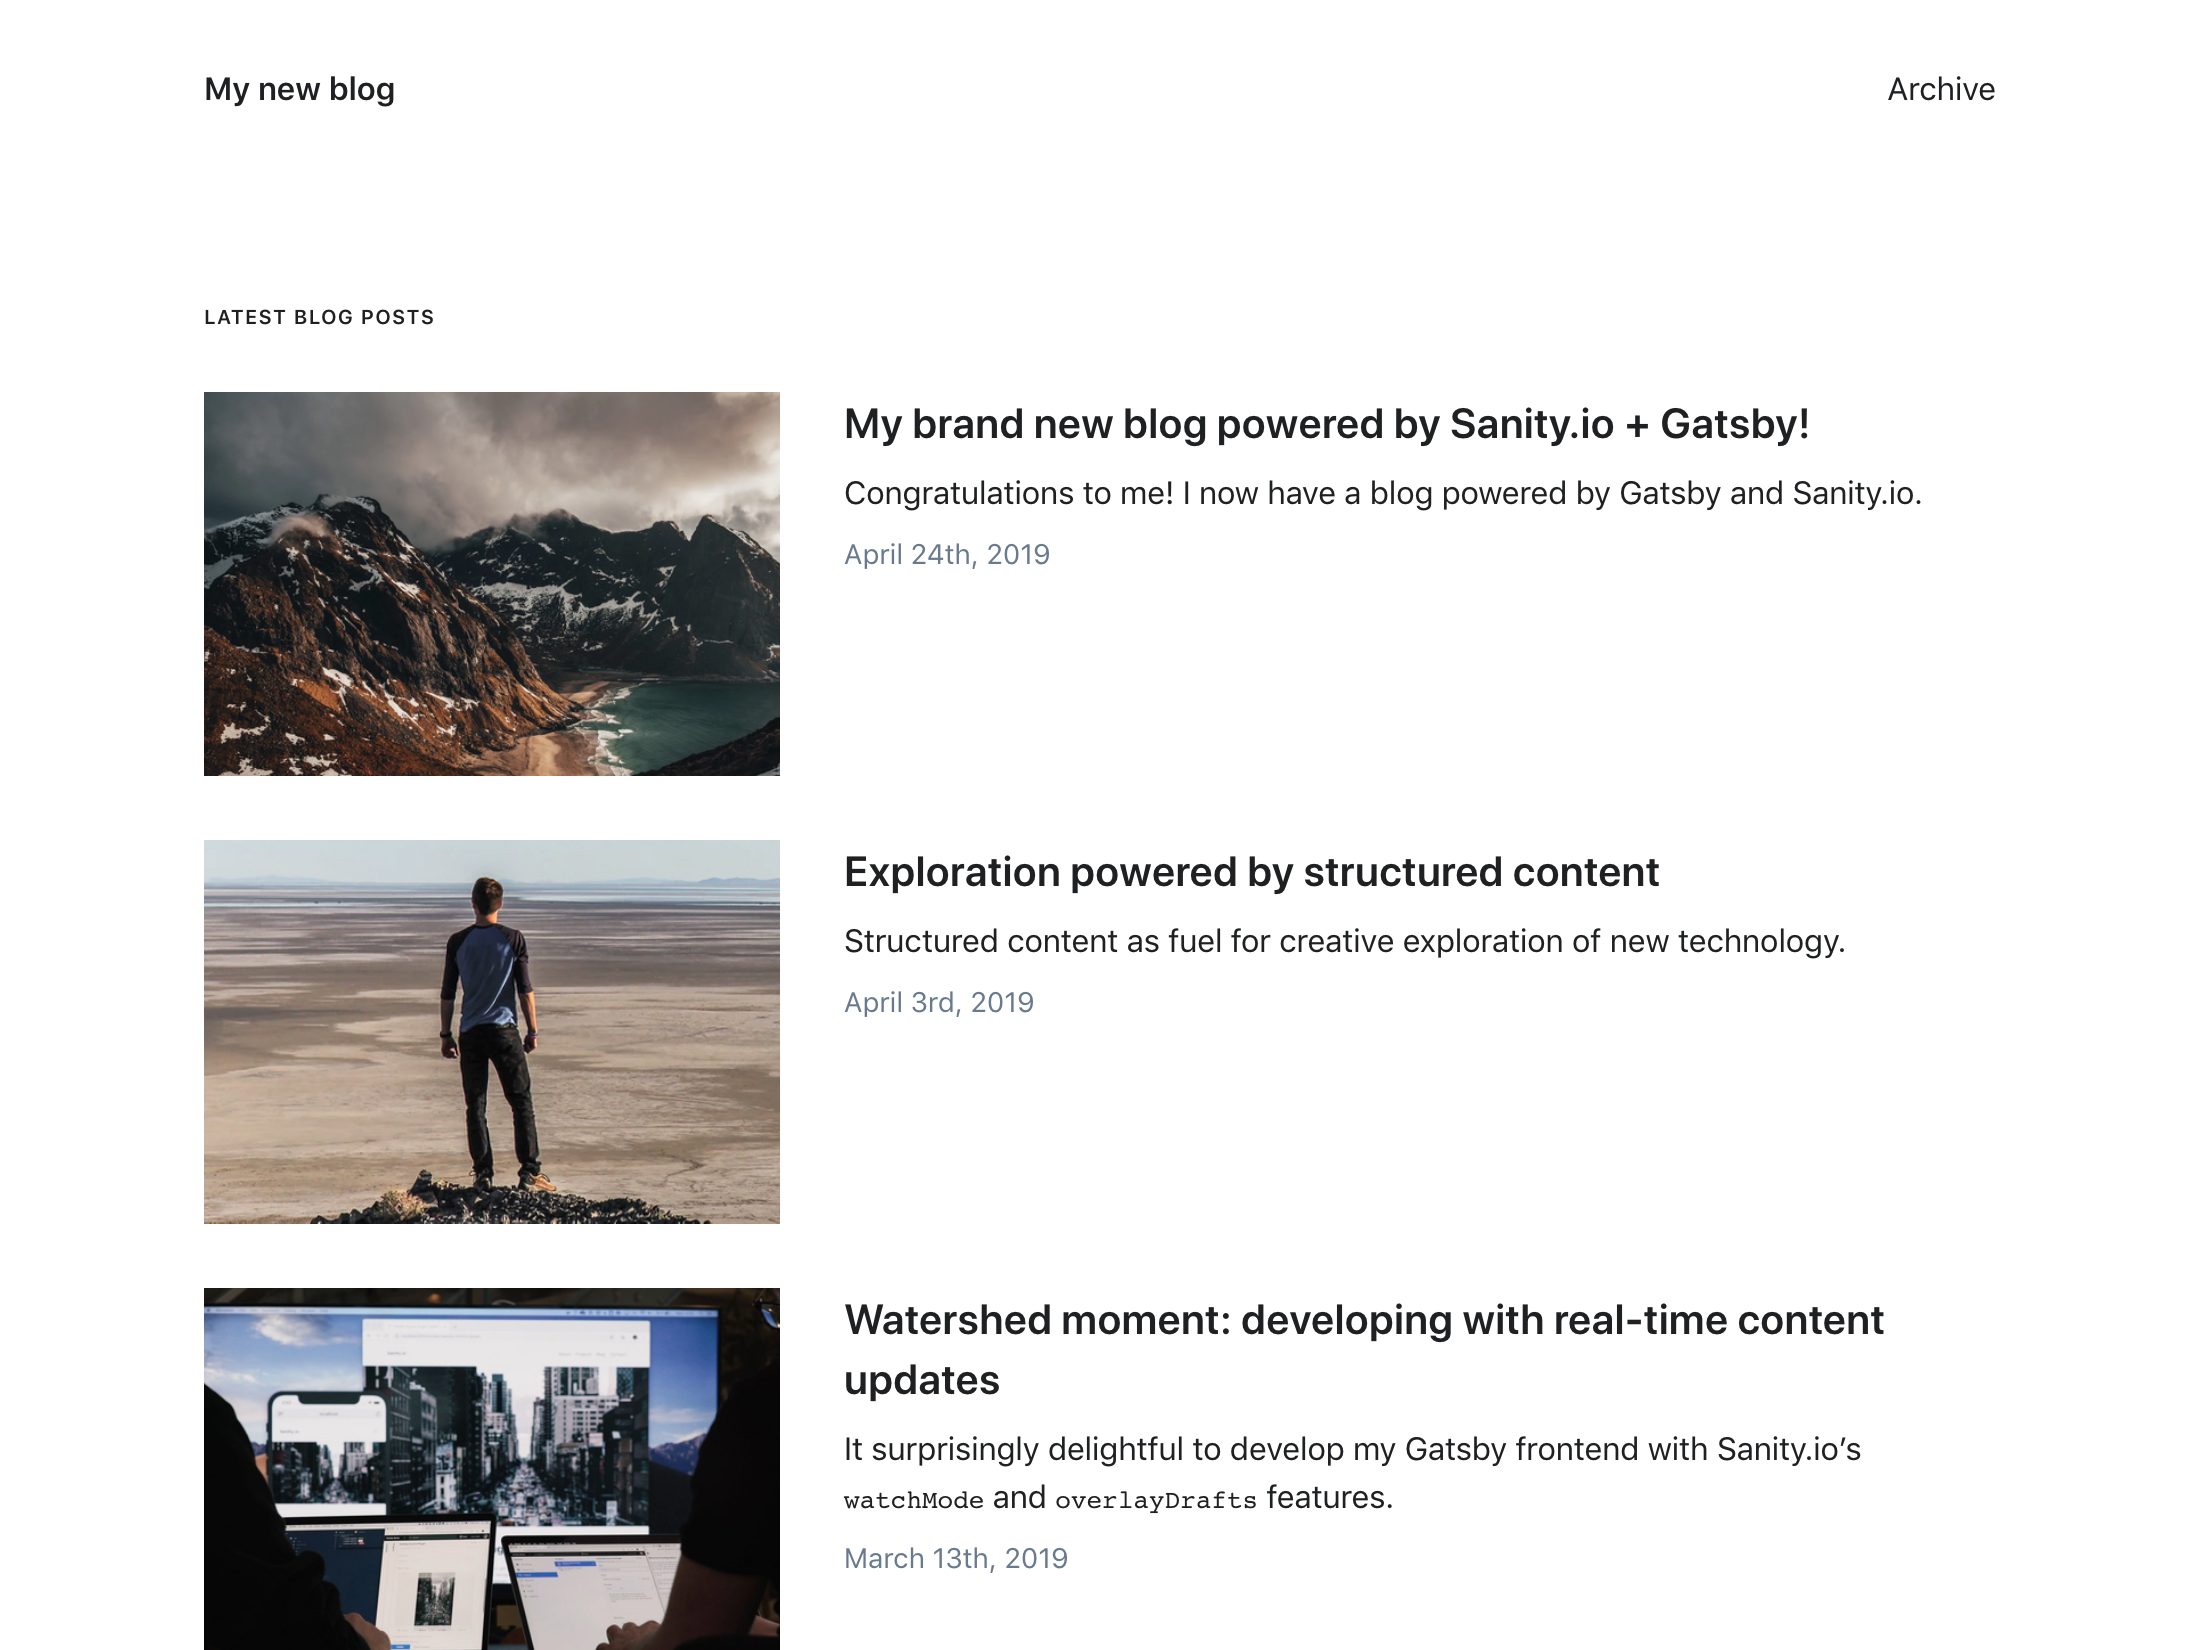 My new blog
Archive
LATEST BLOG POSTS
My brand new blog powered by Sanity.io + Gatsby!
Congratulations to me! I now have a blog powered by Gatsby and Sanity.io.
April 24th, 2019
Exploration powered by structured content
Structured content as fuel for creative exploration of new technology.
April 3rd, 2019
Watershed moment: developing with real-time content
updates
It surprisingly delightful to develop my Gatsby frontend with Sanity.io’s
watchMode and overlayDrafts features.
March 13th, 2019